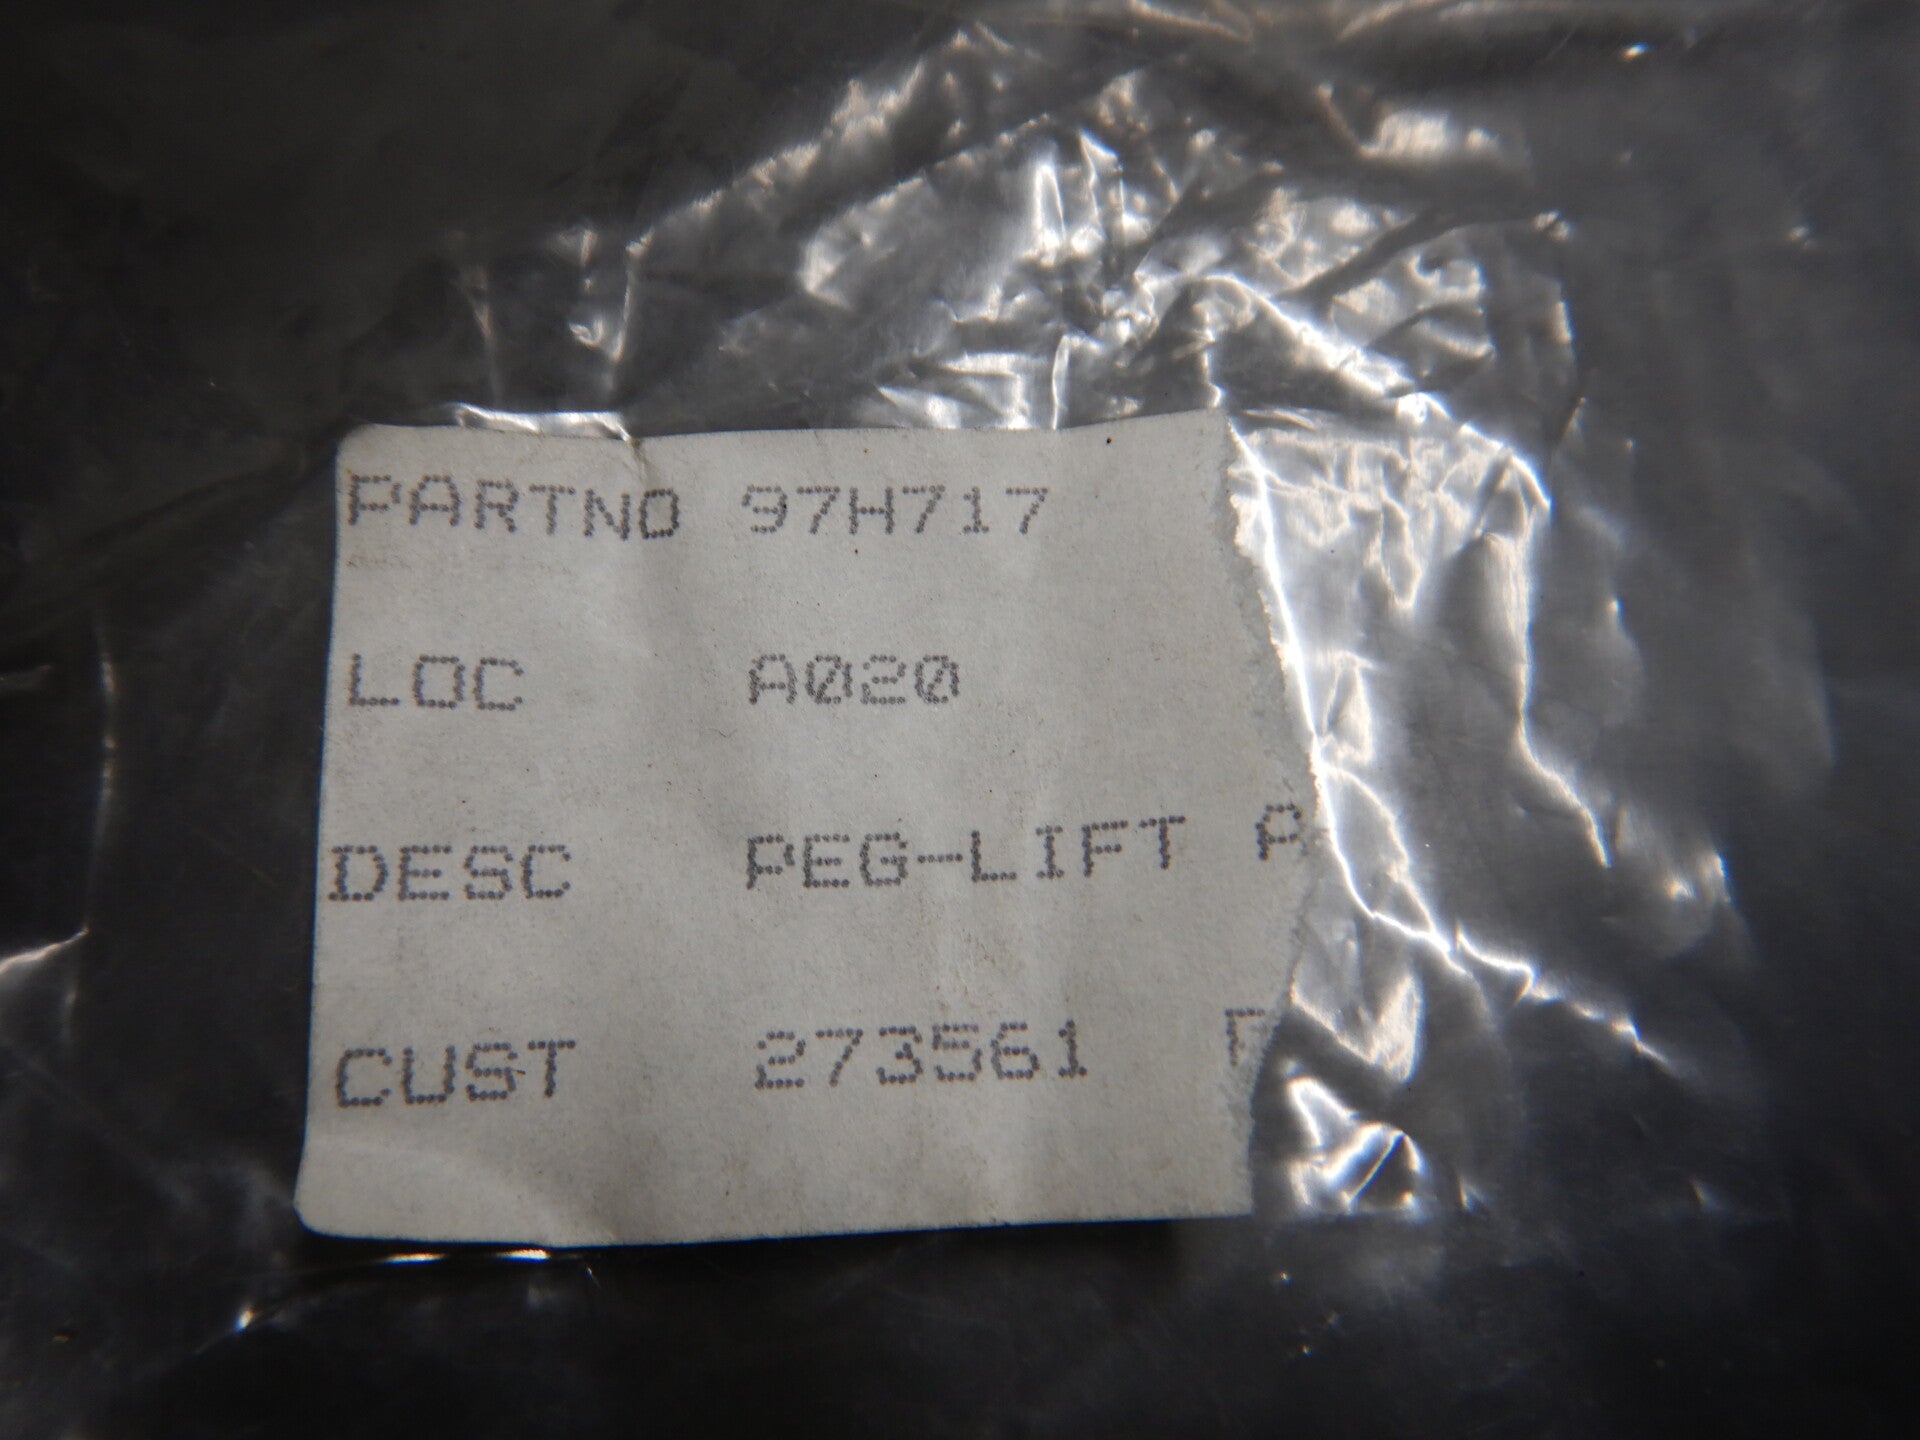 PARTNO 97H717
LOC A020
DESC PEG-LIFT
CUST 273561